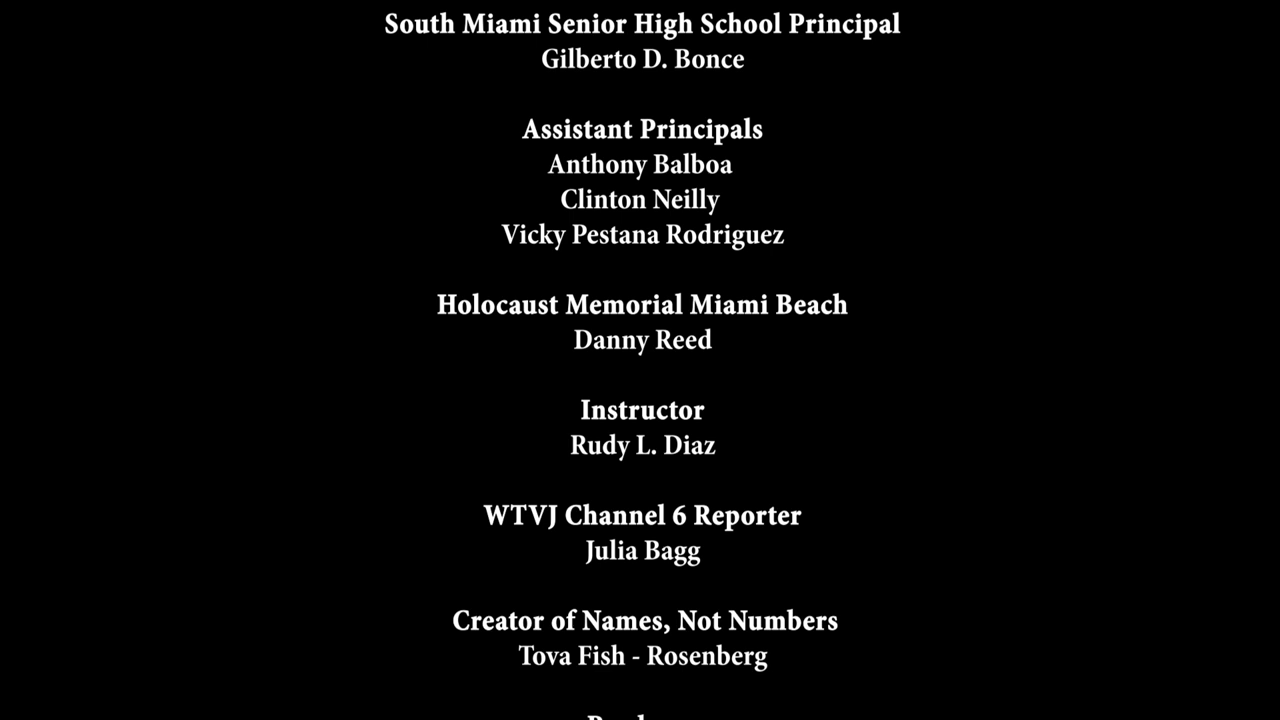 South Miami Senior High School Principal
Gilberto D. Bonce
Assistant Principals
Anthony Balboa
Clinton Neilly
Vicky Pestana Rodriguez
Holocaust Memorial Miami Beach
Danny Reed
Instructor
Rudy L. Diaz
WTVJ Channel 6 Reporter
Julia Bagg
Creator of Names, Not Numbers
Tova Fish - Rosenberg